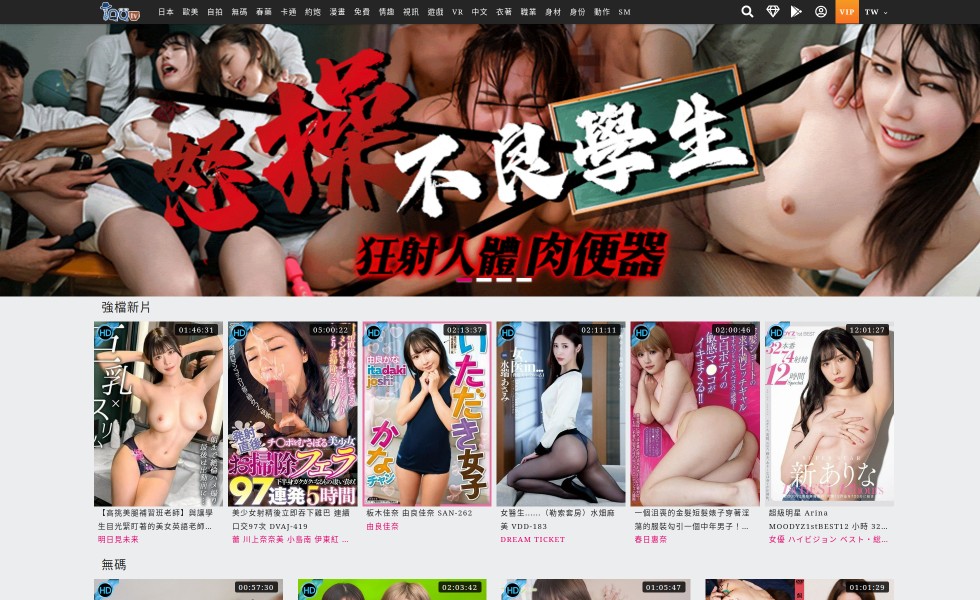 日本 歐美 自拍 無碼 春藥 卡通 約炮 漫畫 免費 情趣 視訊 遊戲 VR 中文 衣著 職業 身材 身份 動作 SM VIP TW
怒操不良學生
狂射人體肉便器
強檔新片
HD 01:46:31
HD 05:00:22
HD 02:13:37
HD 02:11:11
HD 02:00:46
HD 12:01:27
由良かな
itadaki
joshi
いただき女子
かな
チャン
お掃除フェラ
97連発5時間
12時間
Special
新ありな
【高挑美腿補習班老師】與讓學
生目光緊盯著的美女英語老師...
明日見未来
美少女射精後立即吞下雞巴 連續
口交97次 DVAJ-419
蕾 川上奈奈美 小島南 伊東紅 ...
板木佳奈 由良佳奈 SAN-262
由良佳奈
女醫生……（勒索套房）水畑麻
美 VDD-183
DREAM TICKET
一個沮喪的金髮短髮婊子穿著淫
蕩的服裝勾引一個中年男子！...
春日惠奈
超級明星 Arina
MOODYZ1stBEST12 小時 32...
女優 ハイビジョン ベスト・総...
無碼
HD 00:57:30
HD 02:03:42
HD 01:05:47
HD 01:01:29